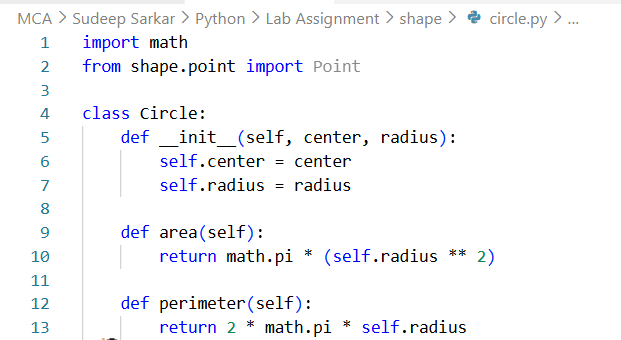 MCA > Sudeep Sarkar > Python > Lab Assignment > shape > circle.py > ...
1 import math
2 from shape.point import Point
3
4 class Circle:
5     def __init__(self, center, radius):
6         self.center = center
7         self.radius = radius
8
9     def area(self):
10         return math.pi * (self.radius ** 2)
11
12     def perimeter(self):
13         return 2 * math.pi * self.radius